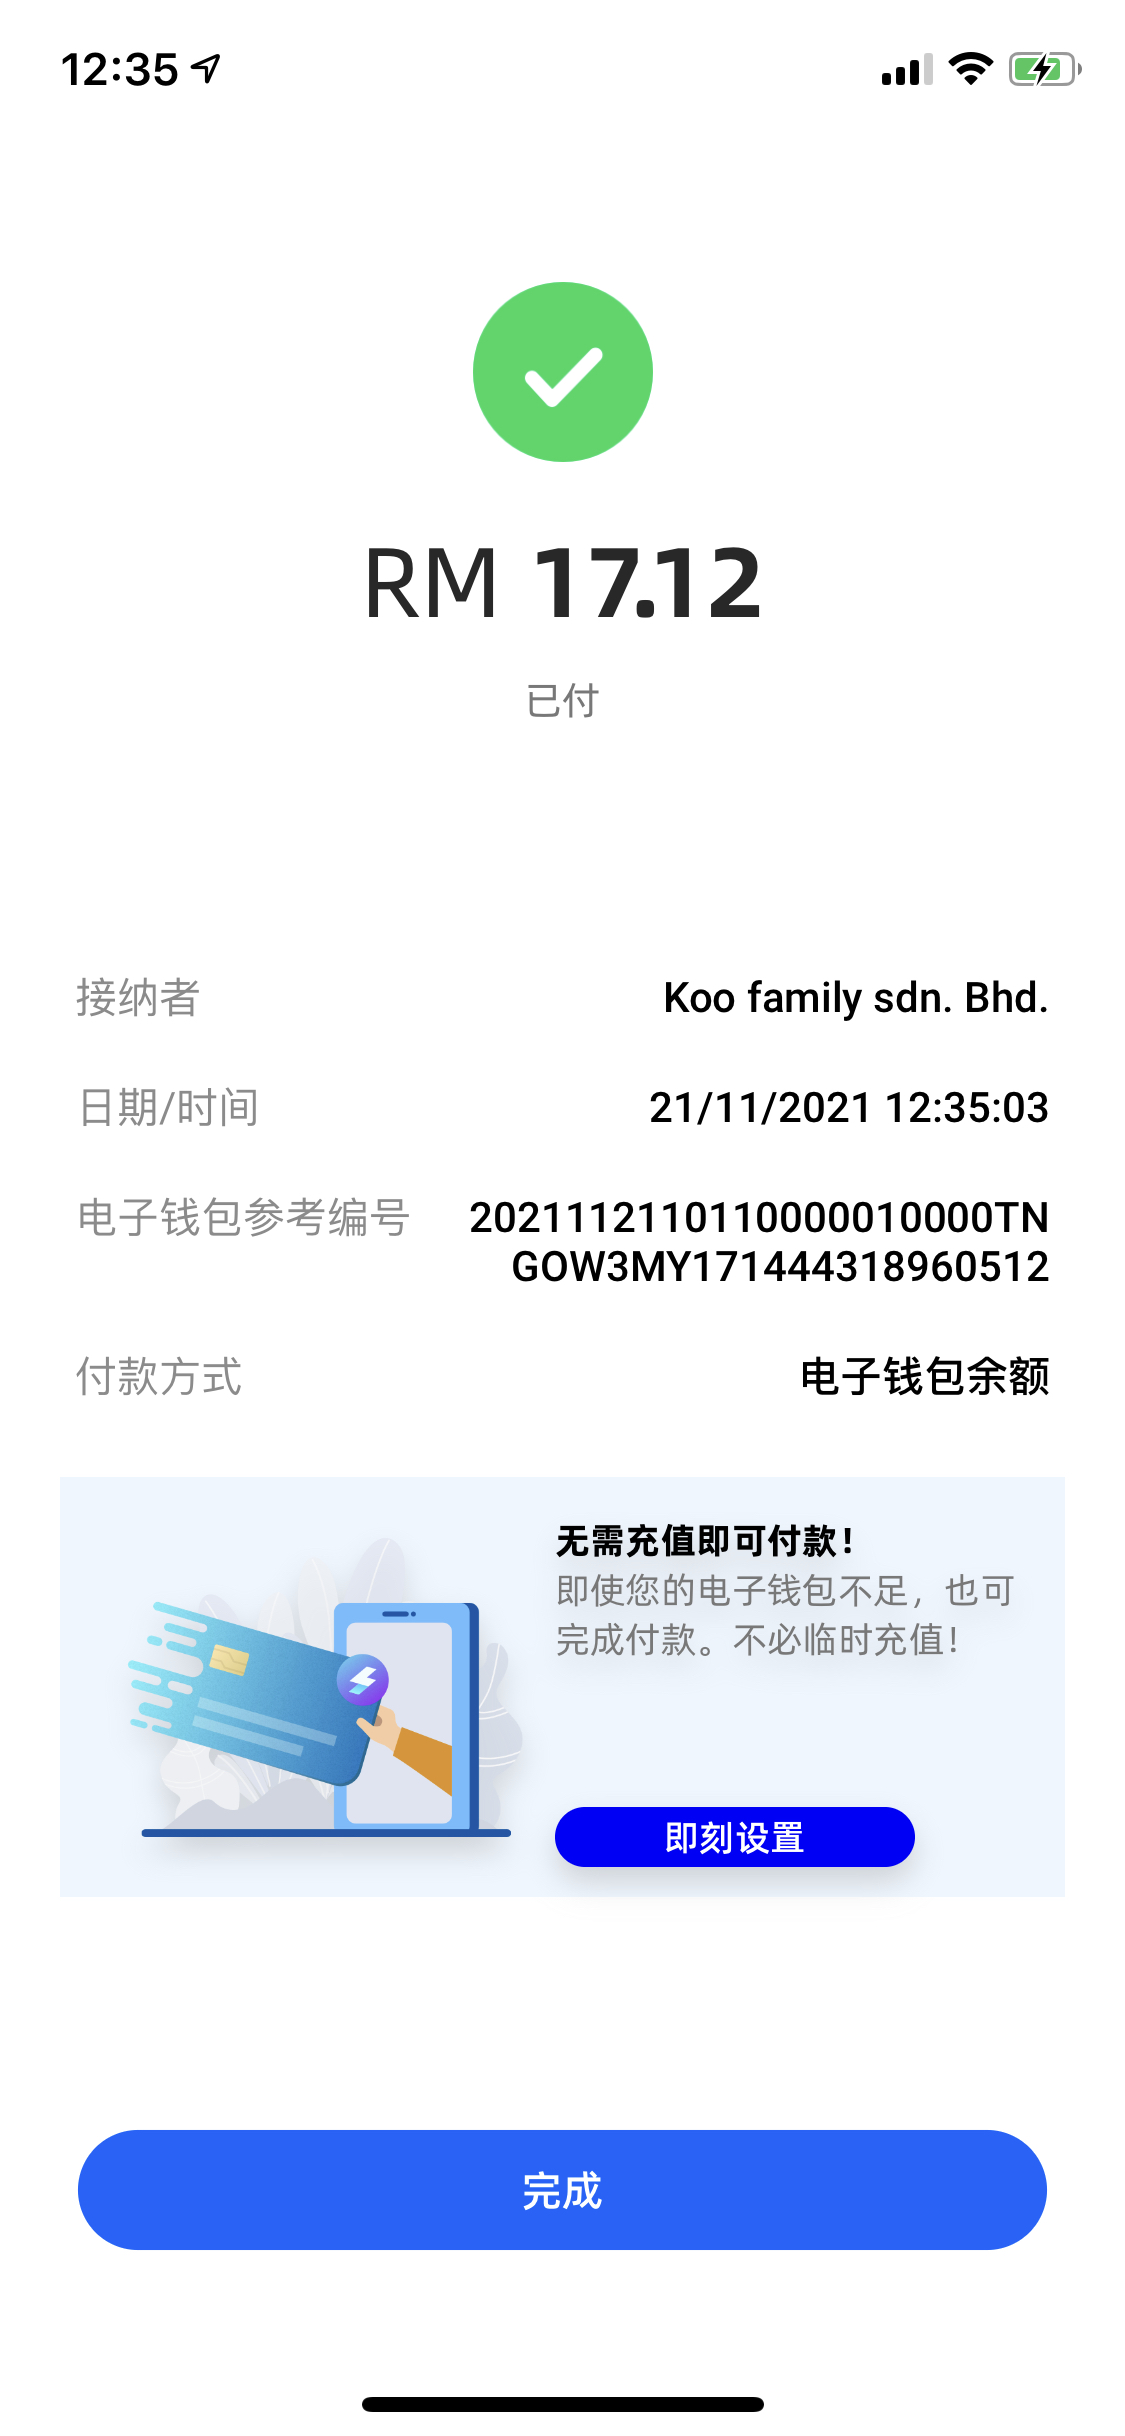 12:35
RM 17.12
已付
接纳者 Koo family sdn. Bhd.
日期/时间 21/11/2021 12:35:03
电子钱包参考编号 20211121110110000010000TN
GOW3MY171444318960512
付款方式 电子钱包余额
无需充值即可付款！
即使您的电子钱包不足，也可
完成付款。不必临时充值！
即刻设置
完成